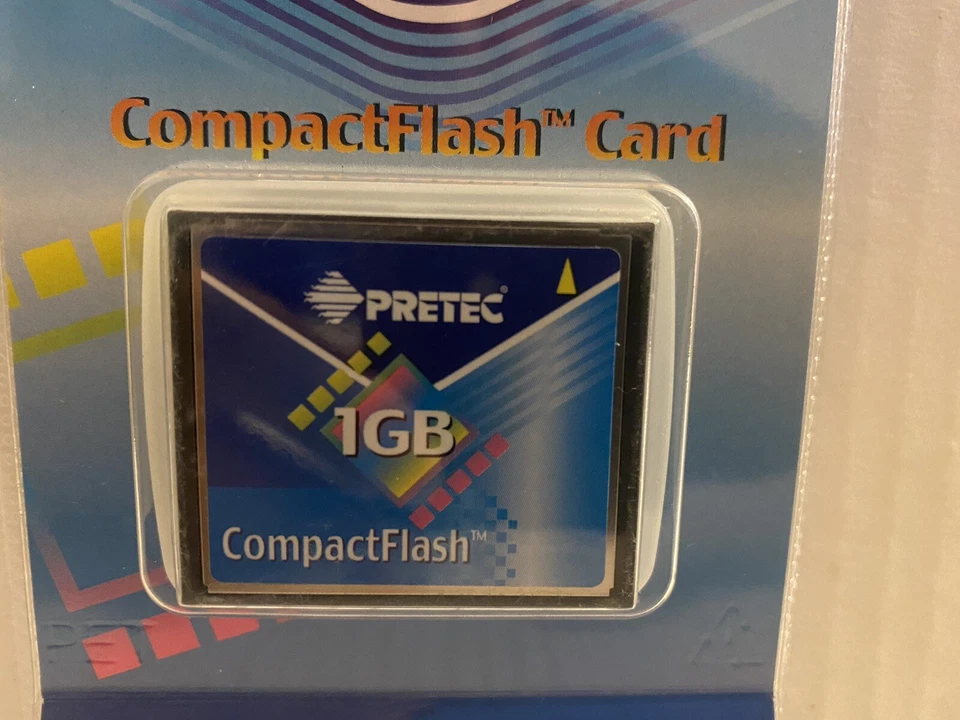 CompactFlash™ Card
PRETEC®
1GB
CompactFlash™